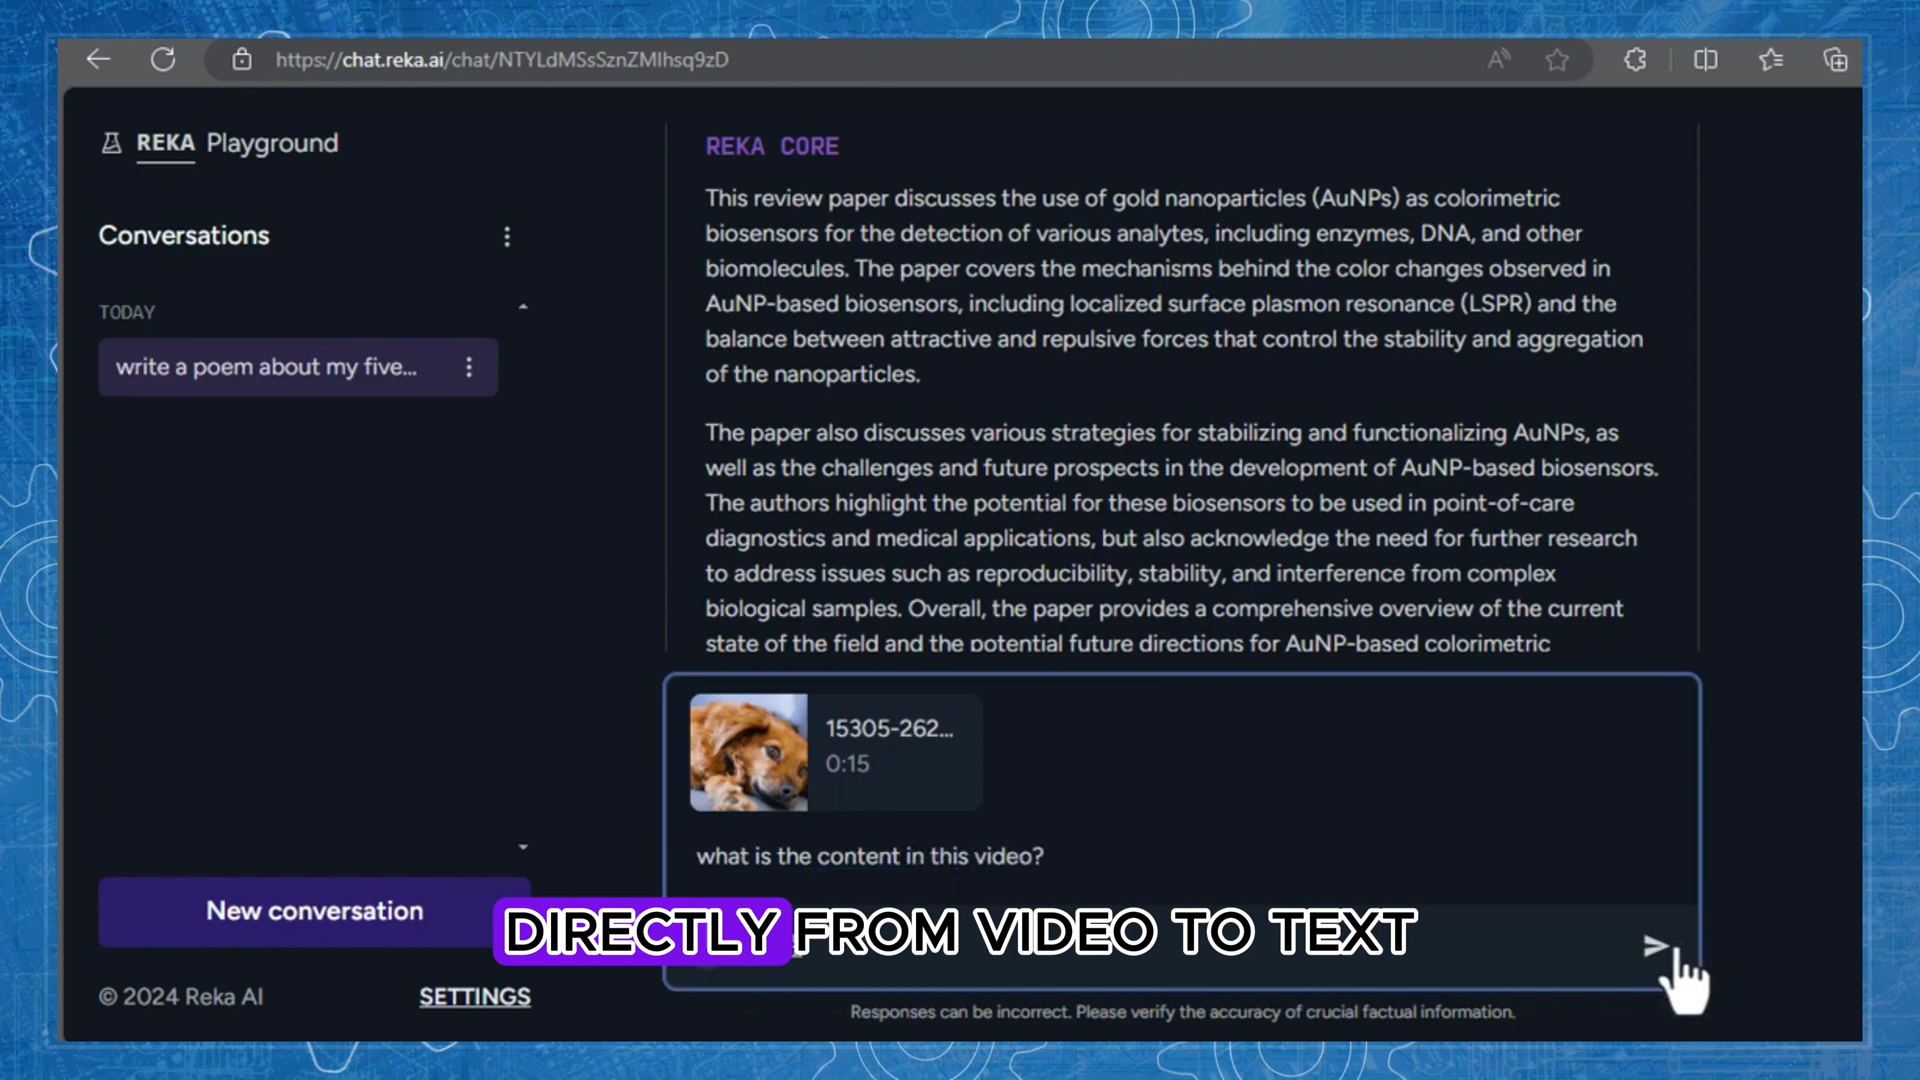 https://chat.reka.ai/chat/NTYLdMSsSznZMIhsq9zD
REKA Playground
Conversations
TODAY
write a poem about my five...
New conversation
© 2024 Reka AI
SETTINGS
REKA CORE
This review paper discusses the use of gold nanoparticles (AuNPs) as colorimetric
biosensors for the detection of various analytes, including enzymes, DNA, and other
biomolecules. The paper covers the mechanisms behind the color changes observed in
AuNP-based biosensors, including localized surface plasmon resonance (LSPR) and the
balance between attractive and repulsive forces that control the stability and aggregation
of the nanoparticles.
The paper also discusses various strategies for stabilizing and functionalizing AuNPs, as
well as the challenges and future prospects in the development of AuNP-based biosensors.
The authors highlight the potential for these biosensors to be used in point-of-care
diagnostics and medical applications, but also acknowledge the need for further research
to address issues such as reproducibility, stability, and interference from complex
biological samples. Overall, the paper provides a comprehensive overview of the current
state of the field and the potential future directions for AuNP-based colorimetric
15305-262...
0:15
what is the content in this video?
DIRECTLY FROM VIDEO TO TEXT
Responses can be incorrect. Please verify the accuracy of crucial factual information.